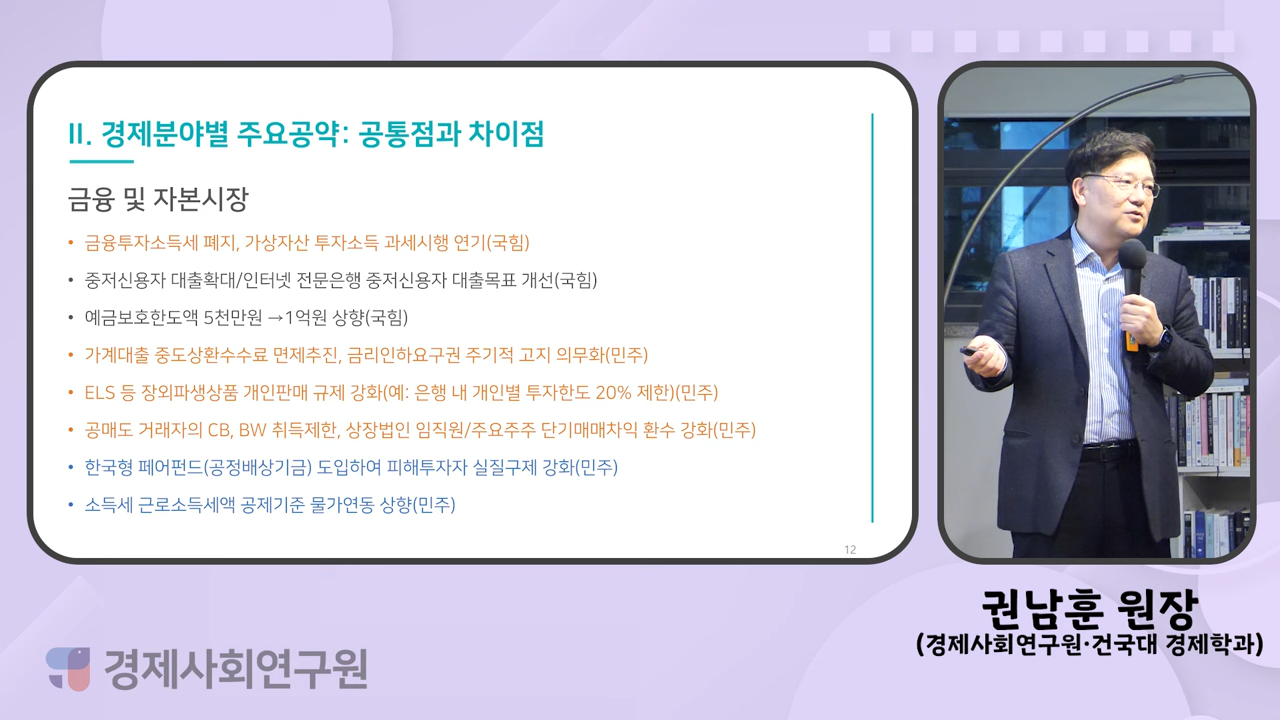 II. 경제분야별 주요공약: 공통점과 차이점
금융 및 자본시장
• 금융투자소득세 폐지, 가상자산 투자소득 과세시행 연기(국힘)
• 중저신용자 대출확대/인터넷 전문은행 중저신용자 대출목표 개선(국힘)
• 예금보호한도액 5천만원 →1억원 상향(국힘)
• 가계대출 중도상환수수료 면제추진, 금리인하요구권 주기적 고지 의무화(민주)
• ELS 등 장외파생상품 개인판매 규제 강화(예: 은행 내 개인별 투자한도 20% 제한)(민주)
• 공매도 거래자의 CB, BW 취득제한, 상장법인 임직원/주요주주 단기매매차익 환수 강화(민주)
• 한국형 페어펀드(공정배상기금) 도입하여 피해투자자 실질구제 강화(민주)
• 소득세 근로소득세액 공제기준 물가연동 상향(민주)
12
권남훈 원장
(경제사회연구원·건국대 경제학과)
경제사회연구원